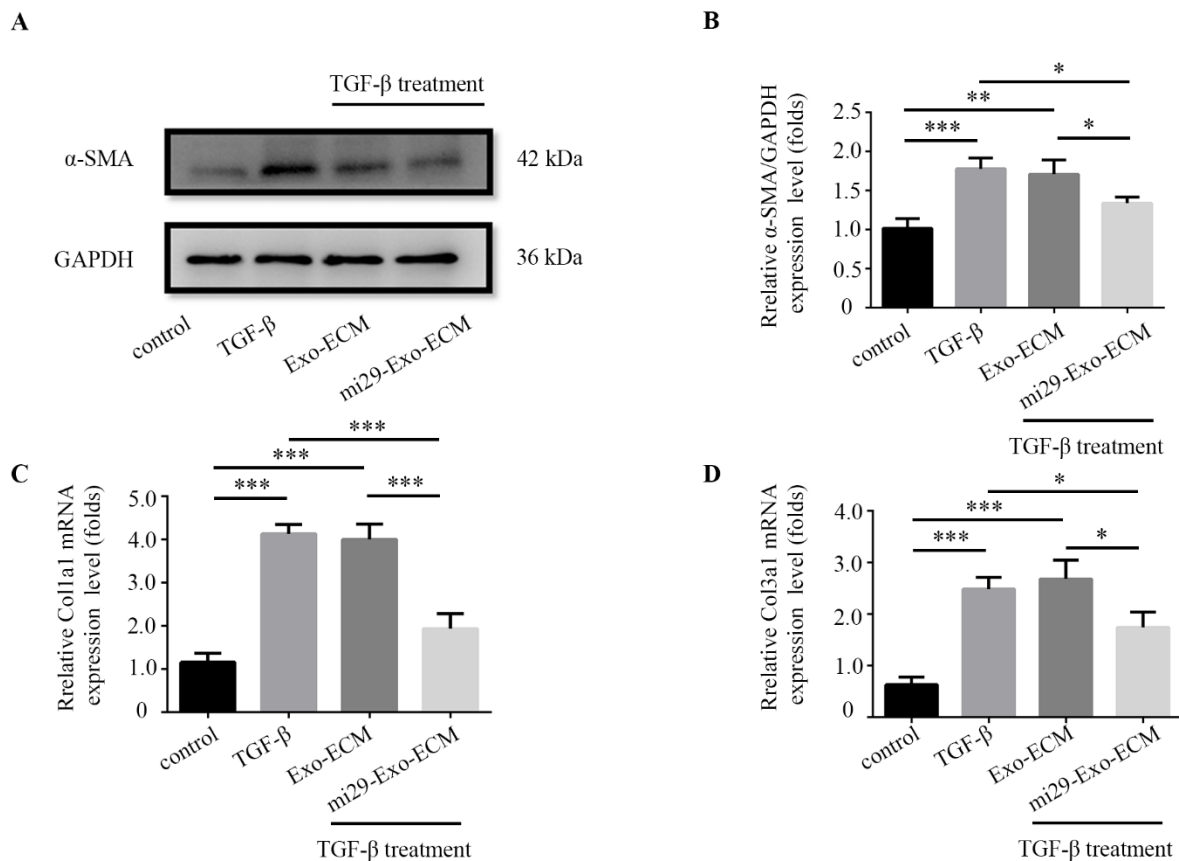 A
TGF-β treatment
α-SMA
42 kDa
GAPDH
36 kDa
control
TGF-β
Exo-ECM
mi29-Exo-ECM
B
Rrelative α-SMA/GAPDH
expression level (folds)
2.5
2.0
1.5
1.0
0.5
0
*
**
***
*
control
TGF-β
Exo-ECM
mi29-Exo-ECM
TGF-β treatment
C
Rrelative Col1a1 mRNA
expression level (folds)
5.0
4.0
2.0
1.0
0
***
***
***
***
control
TGF-β
Exo-ECM
mi29-Exo-ECM
TGF-β treatment
D
Rrelative Col3a1 mRNA
expression level (folds)
4.0
3.0
2.0
1.0
0
*
***
***
*
control
TGF-β
Exo-ECM
mi29-Exo-ECM
TGF-β treatment